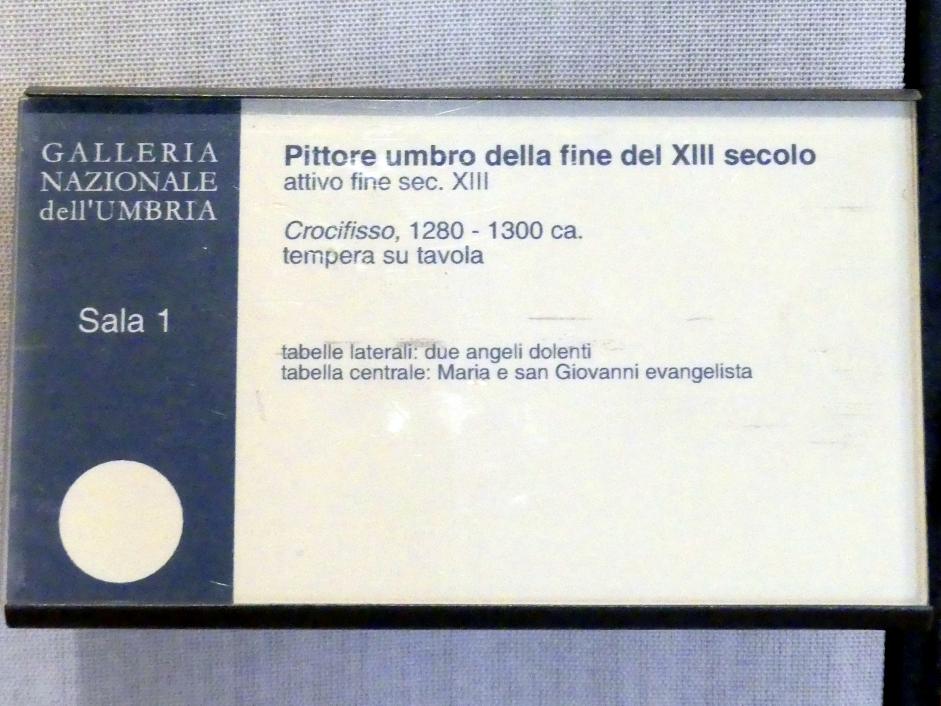 GALLERIA
NAZIONALE
dell'UMBRIA
Sala 1
Pittore umbro della fine del XIII secolo
attivo fine sec. XIII
Crocifisso, 1280 - 1300 ca.
tempera su tavola
tabelle laterali: due angeli dolenti
tabella centrale: Maria e san Giovanni evangelista